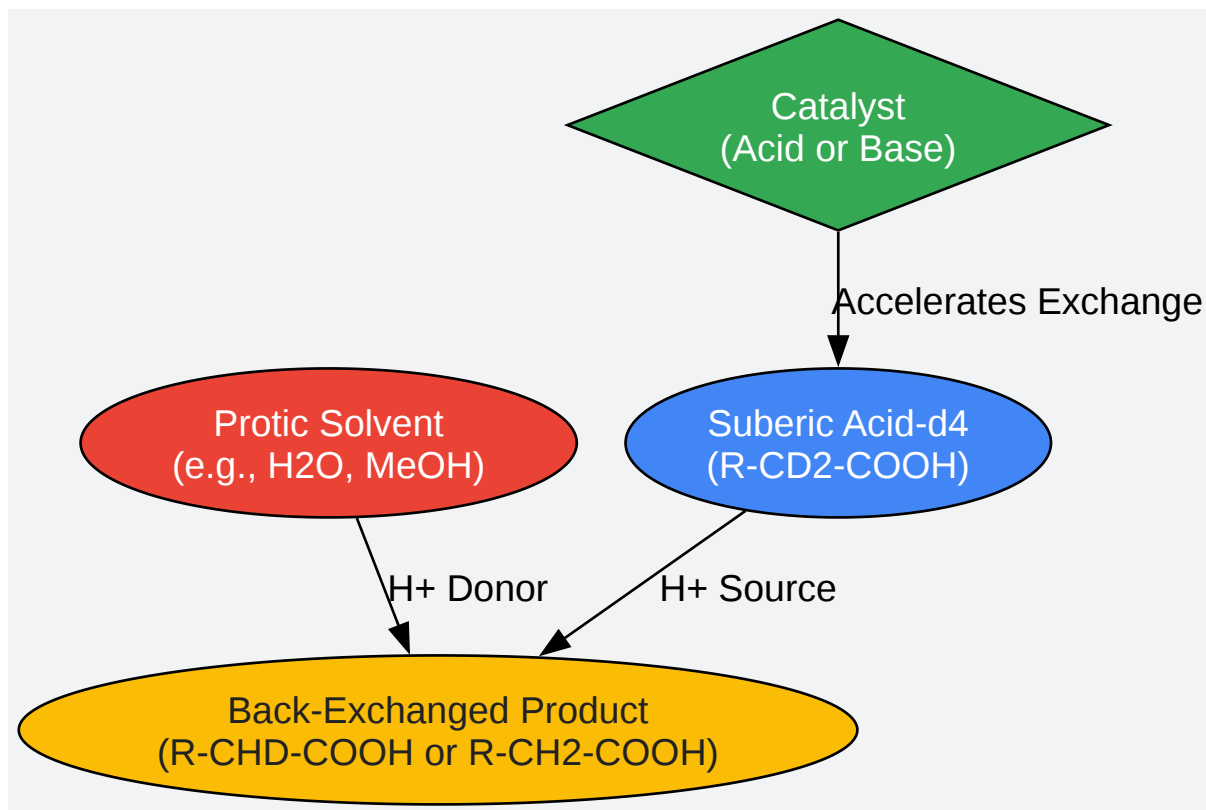 Catalyst
(Acid or Base)
Accelerates Exchange
Protic Solvent
(e.g., H2O, MeOH)
Suberic Acid-d4
(R-CD2-COOH)
H+ Donor
H+ Source
Back-Exchanged Product
(R-CHD-COOH or R-CH2-COOH)